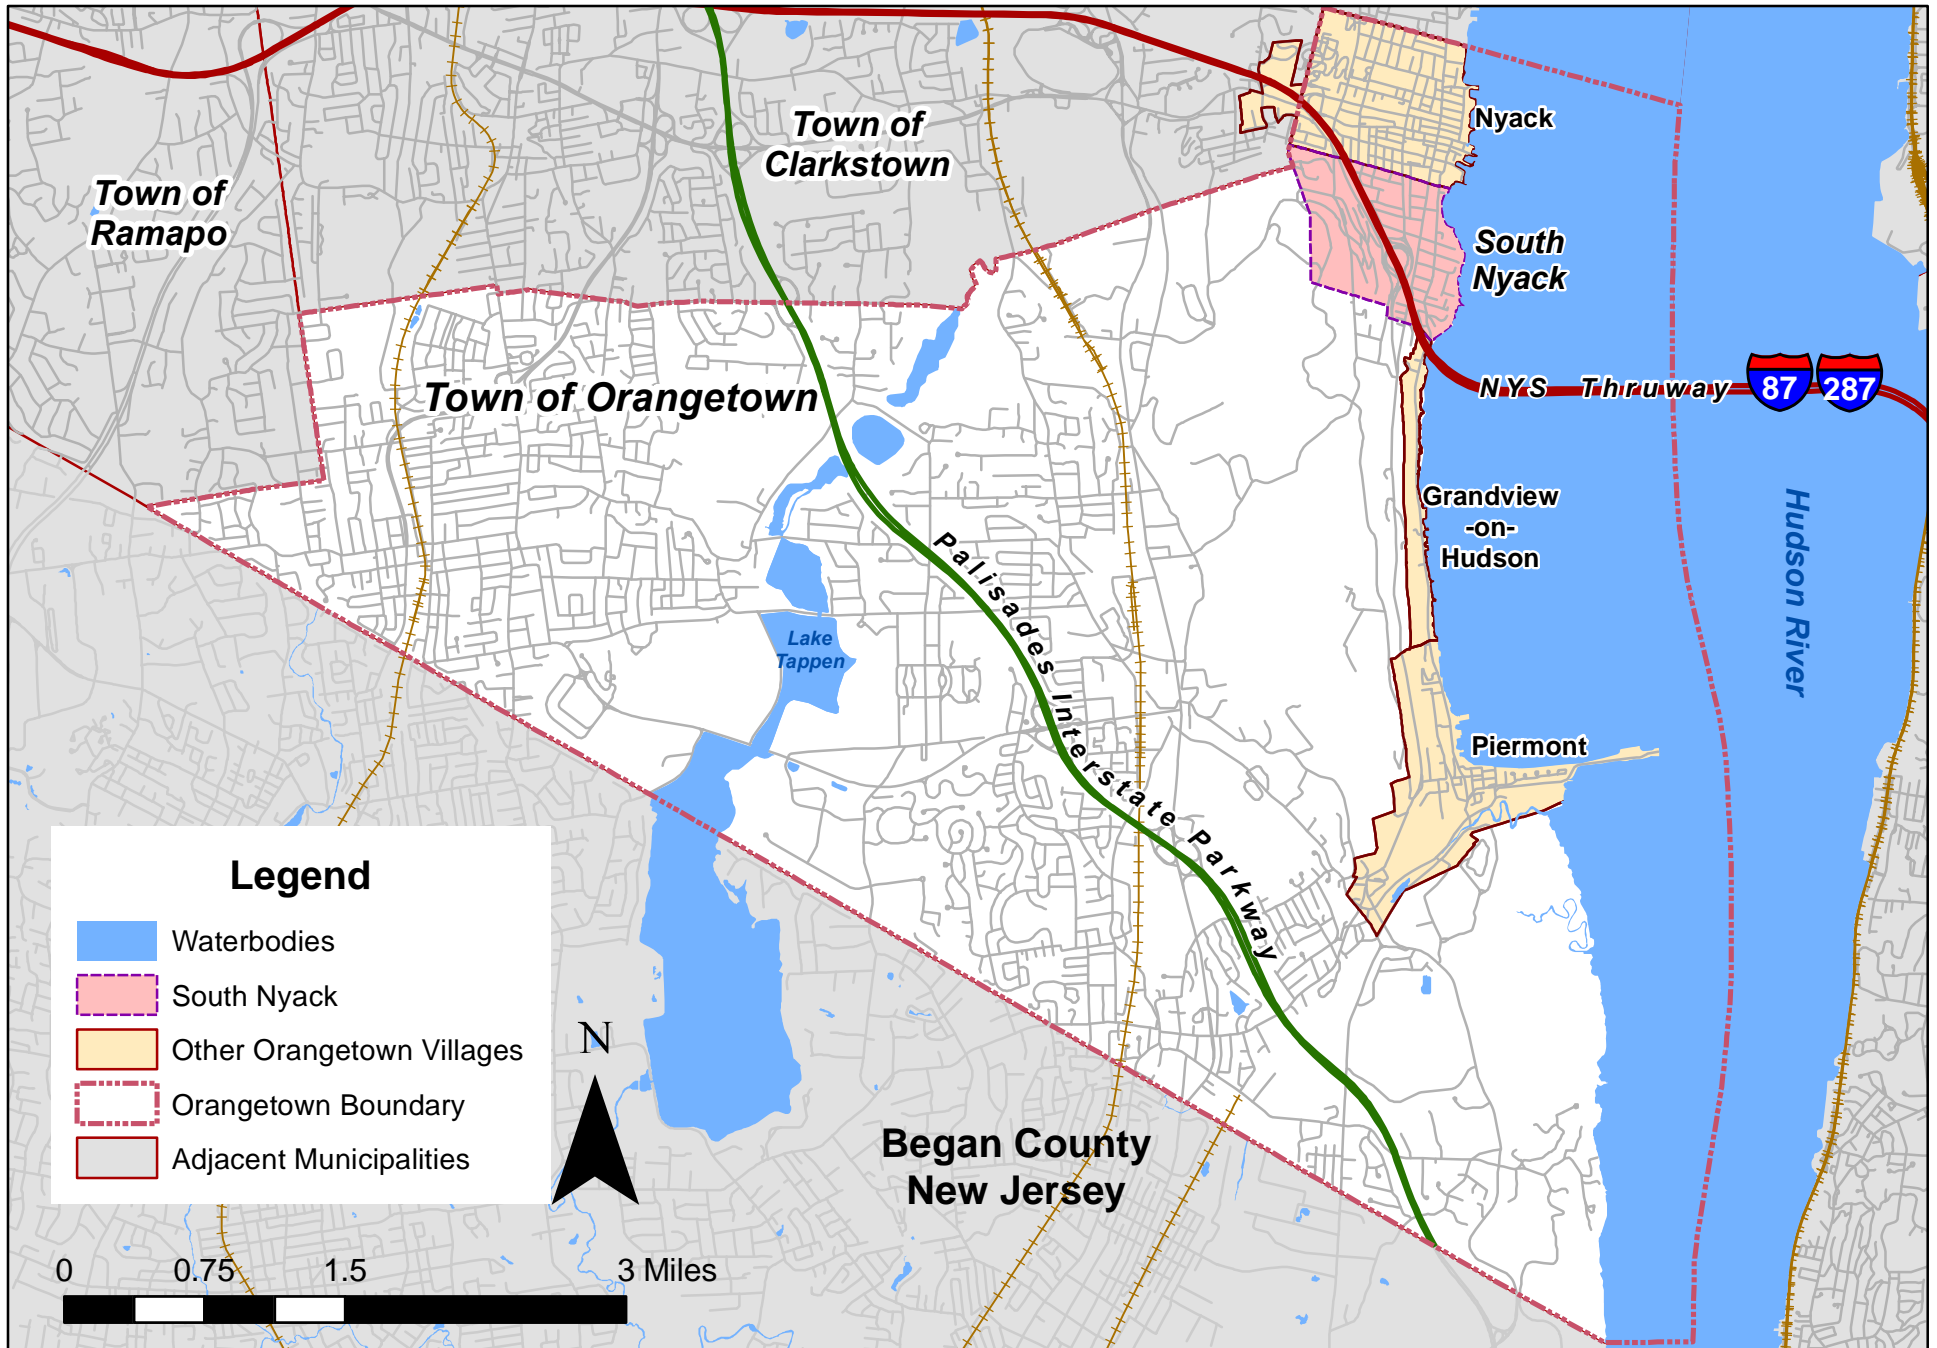 Town of
Clarkstown
Town of
Ramapo
Nyack
South
Nyack
Town of Orangetown
NYS Thruway
87
287
Grandview
-on-
Hudson
Hudson River
Palisades Interstate Parkway
Lake
Tappen
Piermont
Legend
Waterbodies
South Nyack
Other Orangetown Villages
Orangetown Boundary
Adjacent Municipalities
N
Began County
New Jersey
0 0.75 1.5 3 Miles